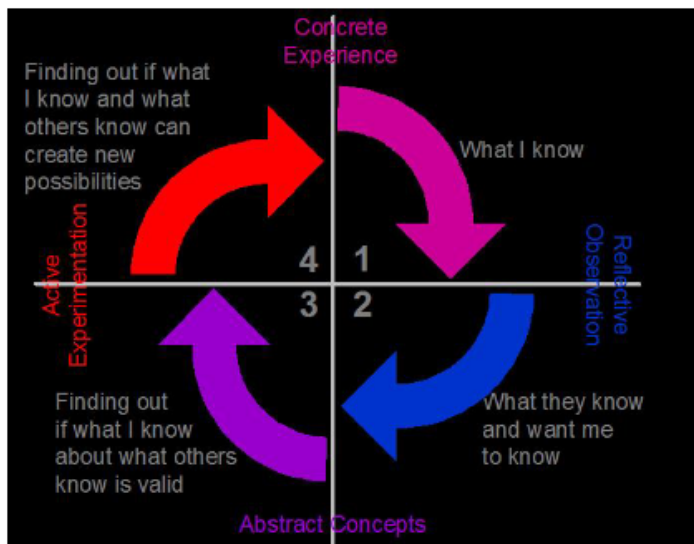 Concrete
Experience
Finding out if what
I know and what
others know can
create new
possibilities
What I know
Active
Experimentation
4
1
3
2
Reflective
Observation
Finding out
if what I know
about what others
know is valid
What they know
and want me
to know
Abstract Concepts